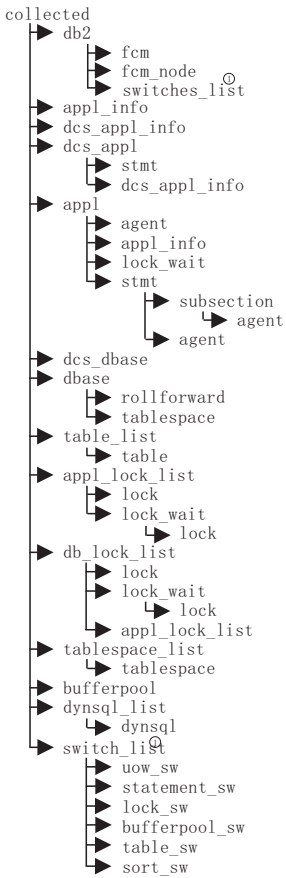 collected
db2
fcm
fcm_node
switches_list ①
appl_info
dcs_appl_info
dcs_appl
stmt
dcs_appl_info
appl
agent
appl_info
lock_wait
stmt
subsection
agent
agent
dcs_dbase
dbase
rollforward
tablespace
table_list
table
appl_lock_list
lock
lock_wait
lock
db_lock_list
lock
lock_wait
lock
appl_lock_list
tablespace_list
tablespace
bufferpool
dynsql_list
dynsql
switch_list ①
uow_sw
statement_sw
lock_sw
bufferpool_sw
table_sw
sort_sw